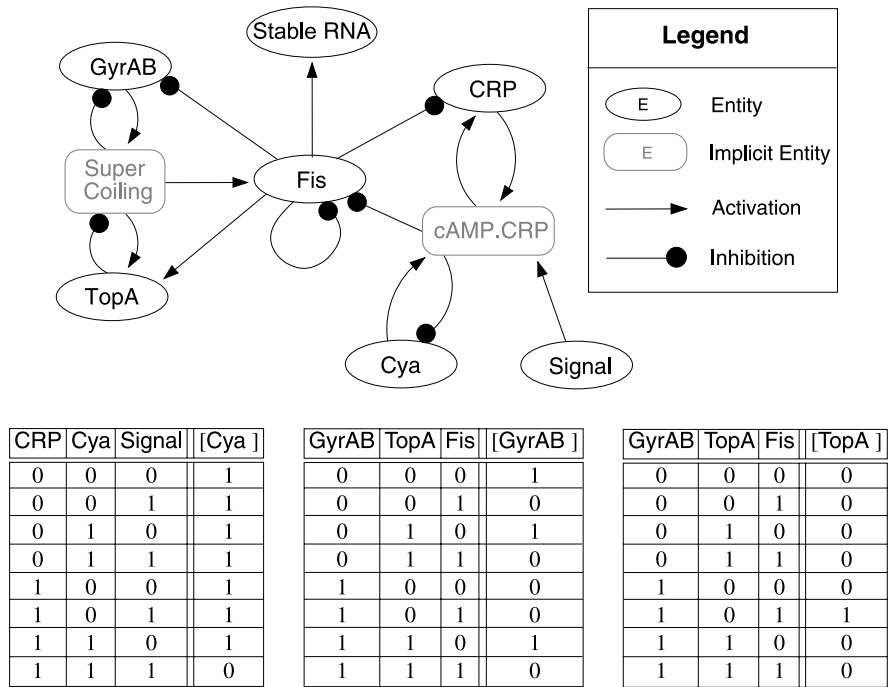 Stable RNA
GyrAB
CRP
Super
Coiling
Fis
cAMP.CRP
TopA
Cya
Signal
Legend
E Entity
E Implicit Entity
Activation
Inhibition
CRP Cya Signal [Cya ]
0 0 0 1
0 0 1 1
0 1 0 1
0 1 1 1
1 0 0 1
1 0 1 1
1 1 0 1
1 1 1 0
GyrAB TopA Fis [GyrAB ]
0 0 0 1
0 0 1 0
0 1 0 1
0 1 1 0
1 0 0 0
1 0 1 0
1 1 0 1
1 1 1 0
GyrAB TopA Fis [TopA ]
0 0 0 0
0 0 1 0
0 1 0 0
0 1 1 0
1 0 0 0
1 0 1 1
1 1 0 0
1 1 1 0